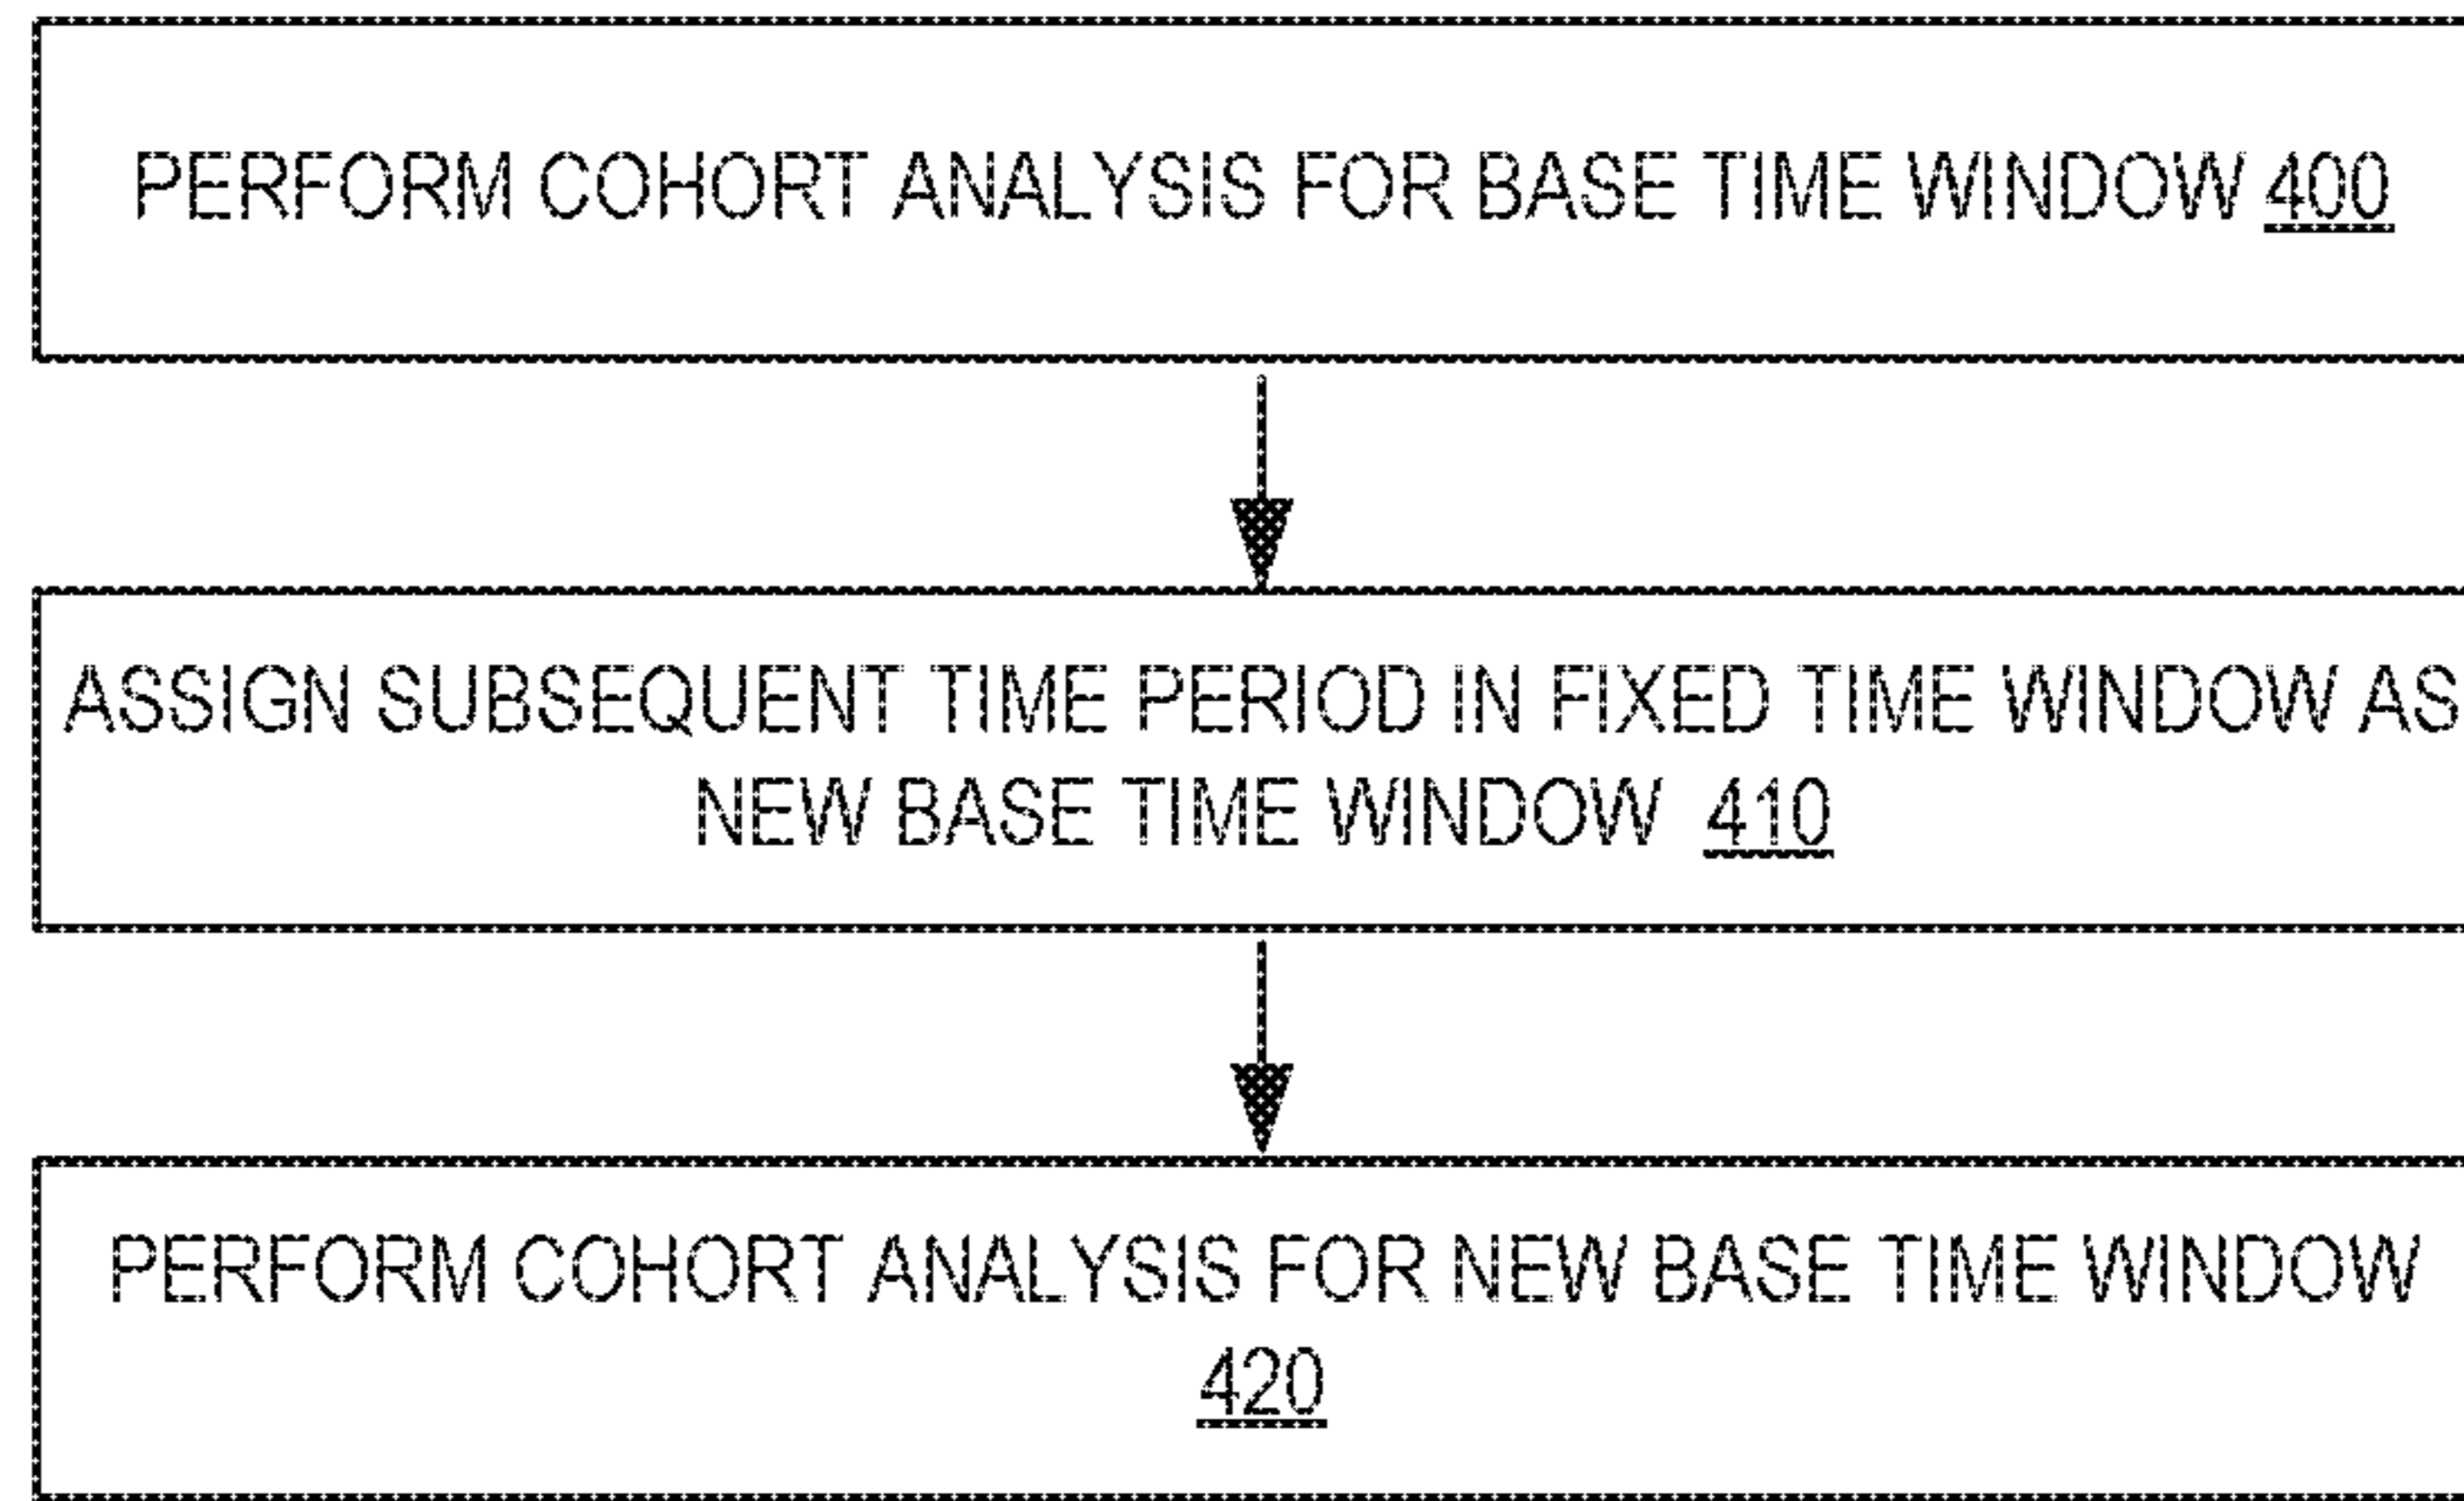 PERFORM COHORT ANALYSIS FOR BASE TIME WINDOW 400
ASSIGN SUBSEQUENT TIME PERIOD IN FIXED TIME WINDOW AS
NEW BASE TIME WINDOW 410
PERFORM COHORT ANALYSIS FOR NEW BASE TIME WINDOW
420